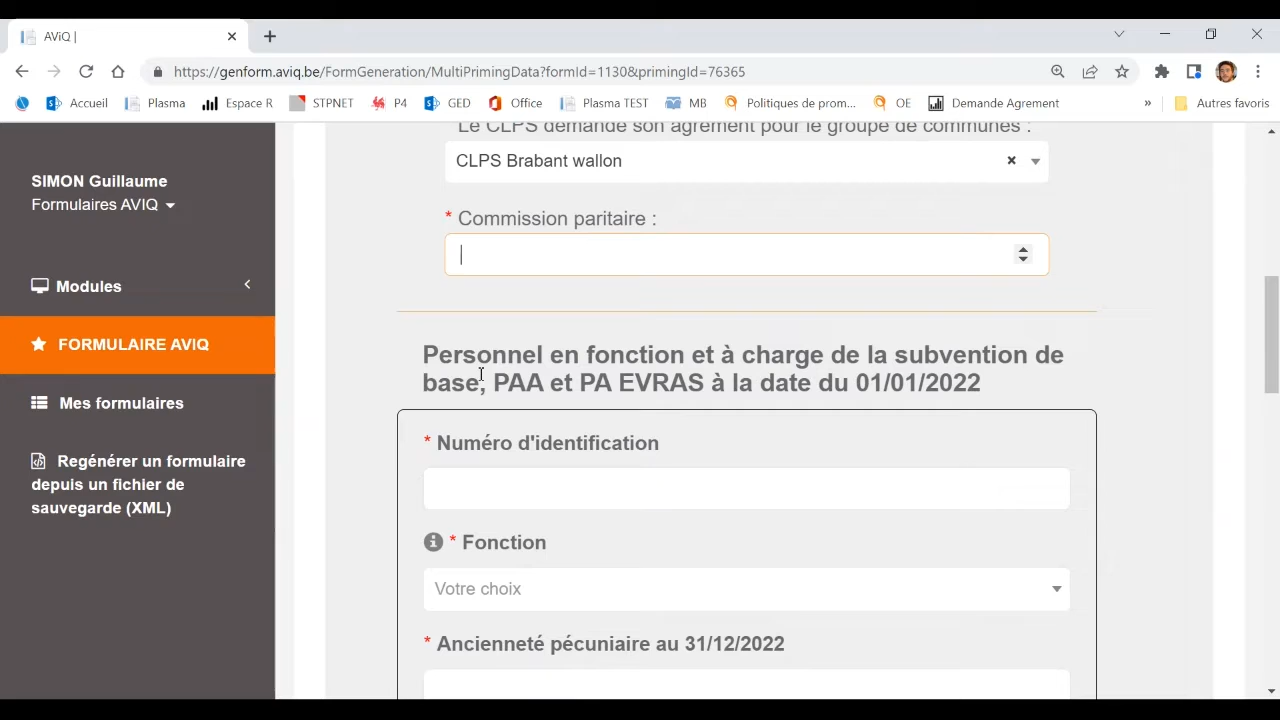 AViQ |
https://genform.aviq.be/FormGeneration/MultiPrimingData?formId=1130&primingId=76365
Accueil Plasma Espace R STPNET P4 GED Office Plasma TEST MB Politiques de prom... OE Demande Agrement » Autres favoris
SIMON Guillaume
Formulaires AVIQ
Modules
FORMULAIRE AVIQ
Mes formulaires
Regénérer un formulaire
depuis un fichier de
sauvegarde (XML)
Le CLPS demande son agrément pour le groupe de communes :
CLPS Brabant wallon
* Commission paritaire :
Personnel en fonction et à charge de la subvention de
base, PAA et PA EVRAS à la date du 01/01/2022
* Numéro d'identification
* Fonction
Votre choix
* Ancienneté pécuniaire au 31/12/2022